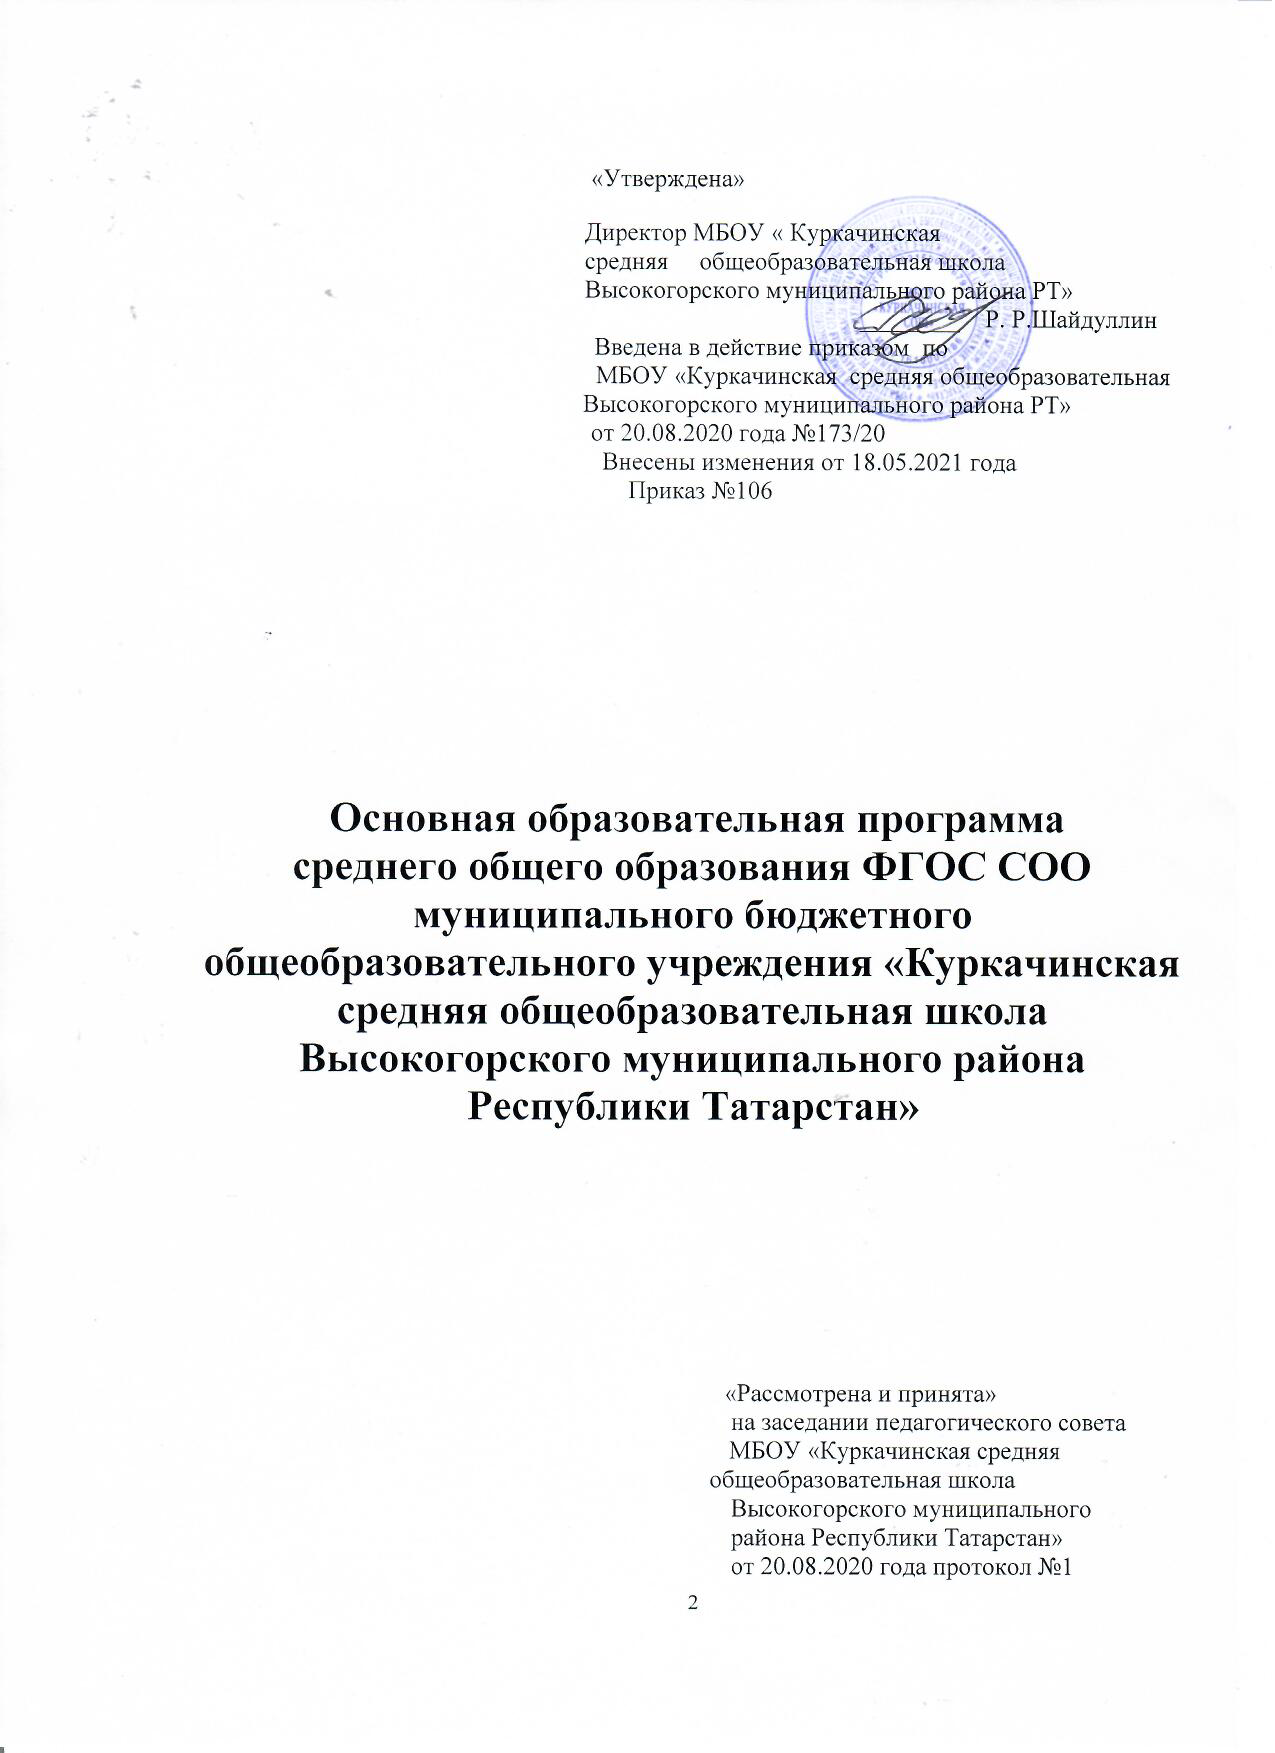 «Утверждена»
Директор МБОУ « Куркачинская
средняя общеобразовательная школа
Высокогорского муниципального района РТ»
Р. Р.Шайдуллин
Введена в действие приказом по
МБОУ «Куркачинская средняя общеобразовательная
Высокогорского муниципального района РТ»
от 20.08.2020 года №173/20
Внесены изменения от 18.05.2021 года
Приказ №106
Основная образовательная программа
среднего общего образования ФГОС СОО
муниципального бюджетного
общеобразовательного учреждения «Куркачинская
средняя общеобразовательная школа
Высокогорского муниципального района
Республики Татарстан»
«Рассмотрена и принята»
на заседании педагогического совета
МБОУ «Куркачинская средняя
общеобразовательная школа
Высокогорского муниципального
района Республики Татарстан»
от 20.08.2020 года протокол №1
2